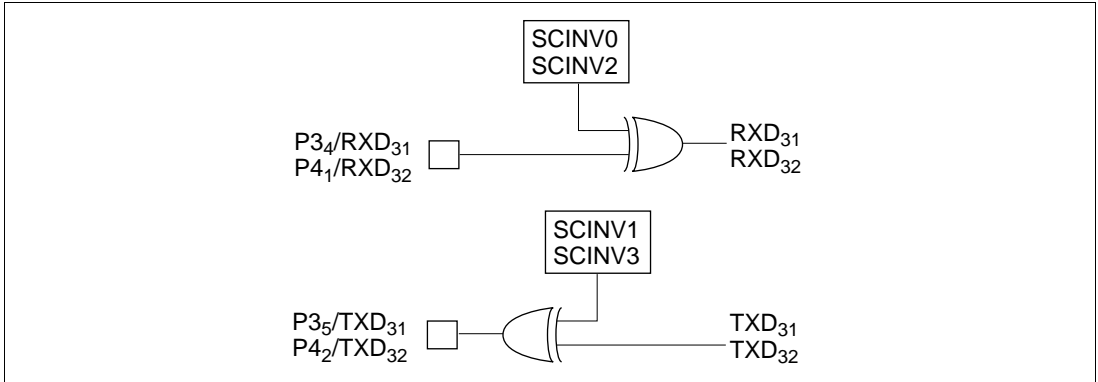 SCINV0
SCINV2
P3₄/RXD₃₁
P4₁/RXD₃₂
RXD₃₁
RXD₃₂
SCINV1
SCINV3
P3₅/TXD₃₁
P4₂/TXD₃₂
TXD₃₁
TXD₃₂